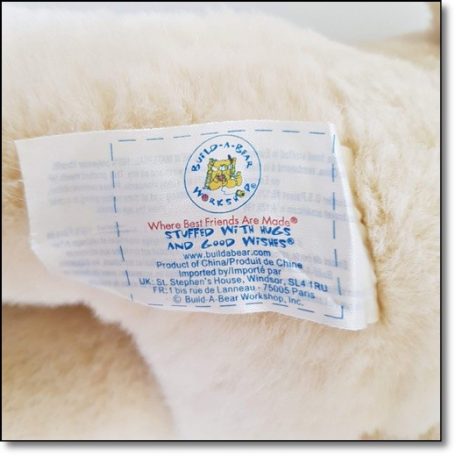 BUILD-A-BEAR
WORKSHOP®
Where Best Friends Are Made®
STUFFED WITH HUGS
AND GOOD WISHES®
www.buildabear.com
Product of China/Produit de Chine
Imported by/Importé par
UK: St. Stephen's House, Windsor, SL4 1RU
FR: 1 bis rue de Lanneau - 75005 Paris
© Build-A-Bear Workshop, Inc.